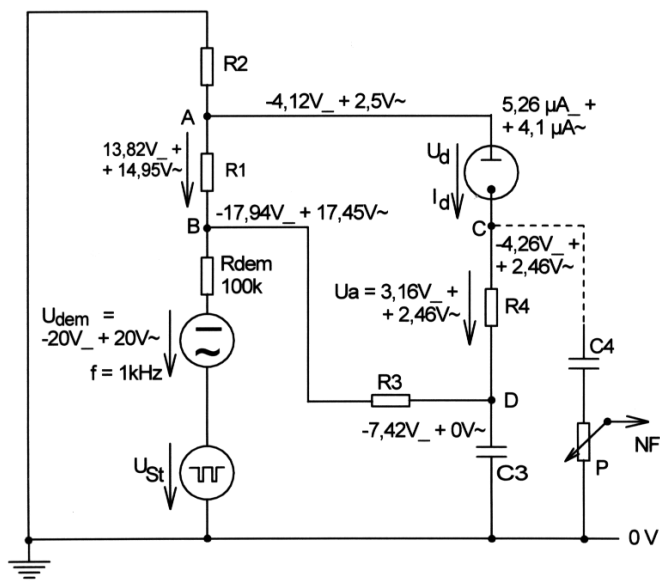 R2
A
-4,12V_ + 2,5V~
5,26 µA_ +
+ 4,1 µA~
13,82V_ +
+ 14,95V~
R1
Ud
Id
-17,94V_ + 17,45V~
B
C
-4,26V_ +
+ 2,46V~
Rdem
100k
Ua = 3,16V_ +
+ 2,46V~
R4
Udem =
-20V_ + 20V~
f = 1kHz
C4
R3
D
-7,42V_ + 0V~
NF
P
USt
C3
0 V